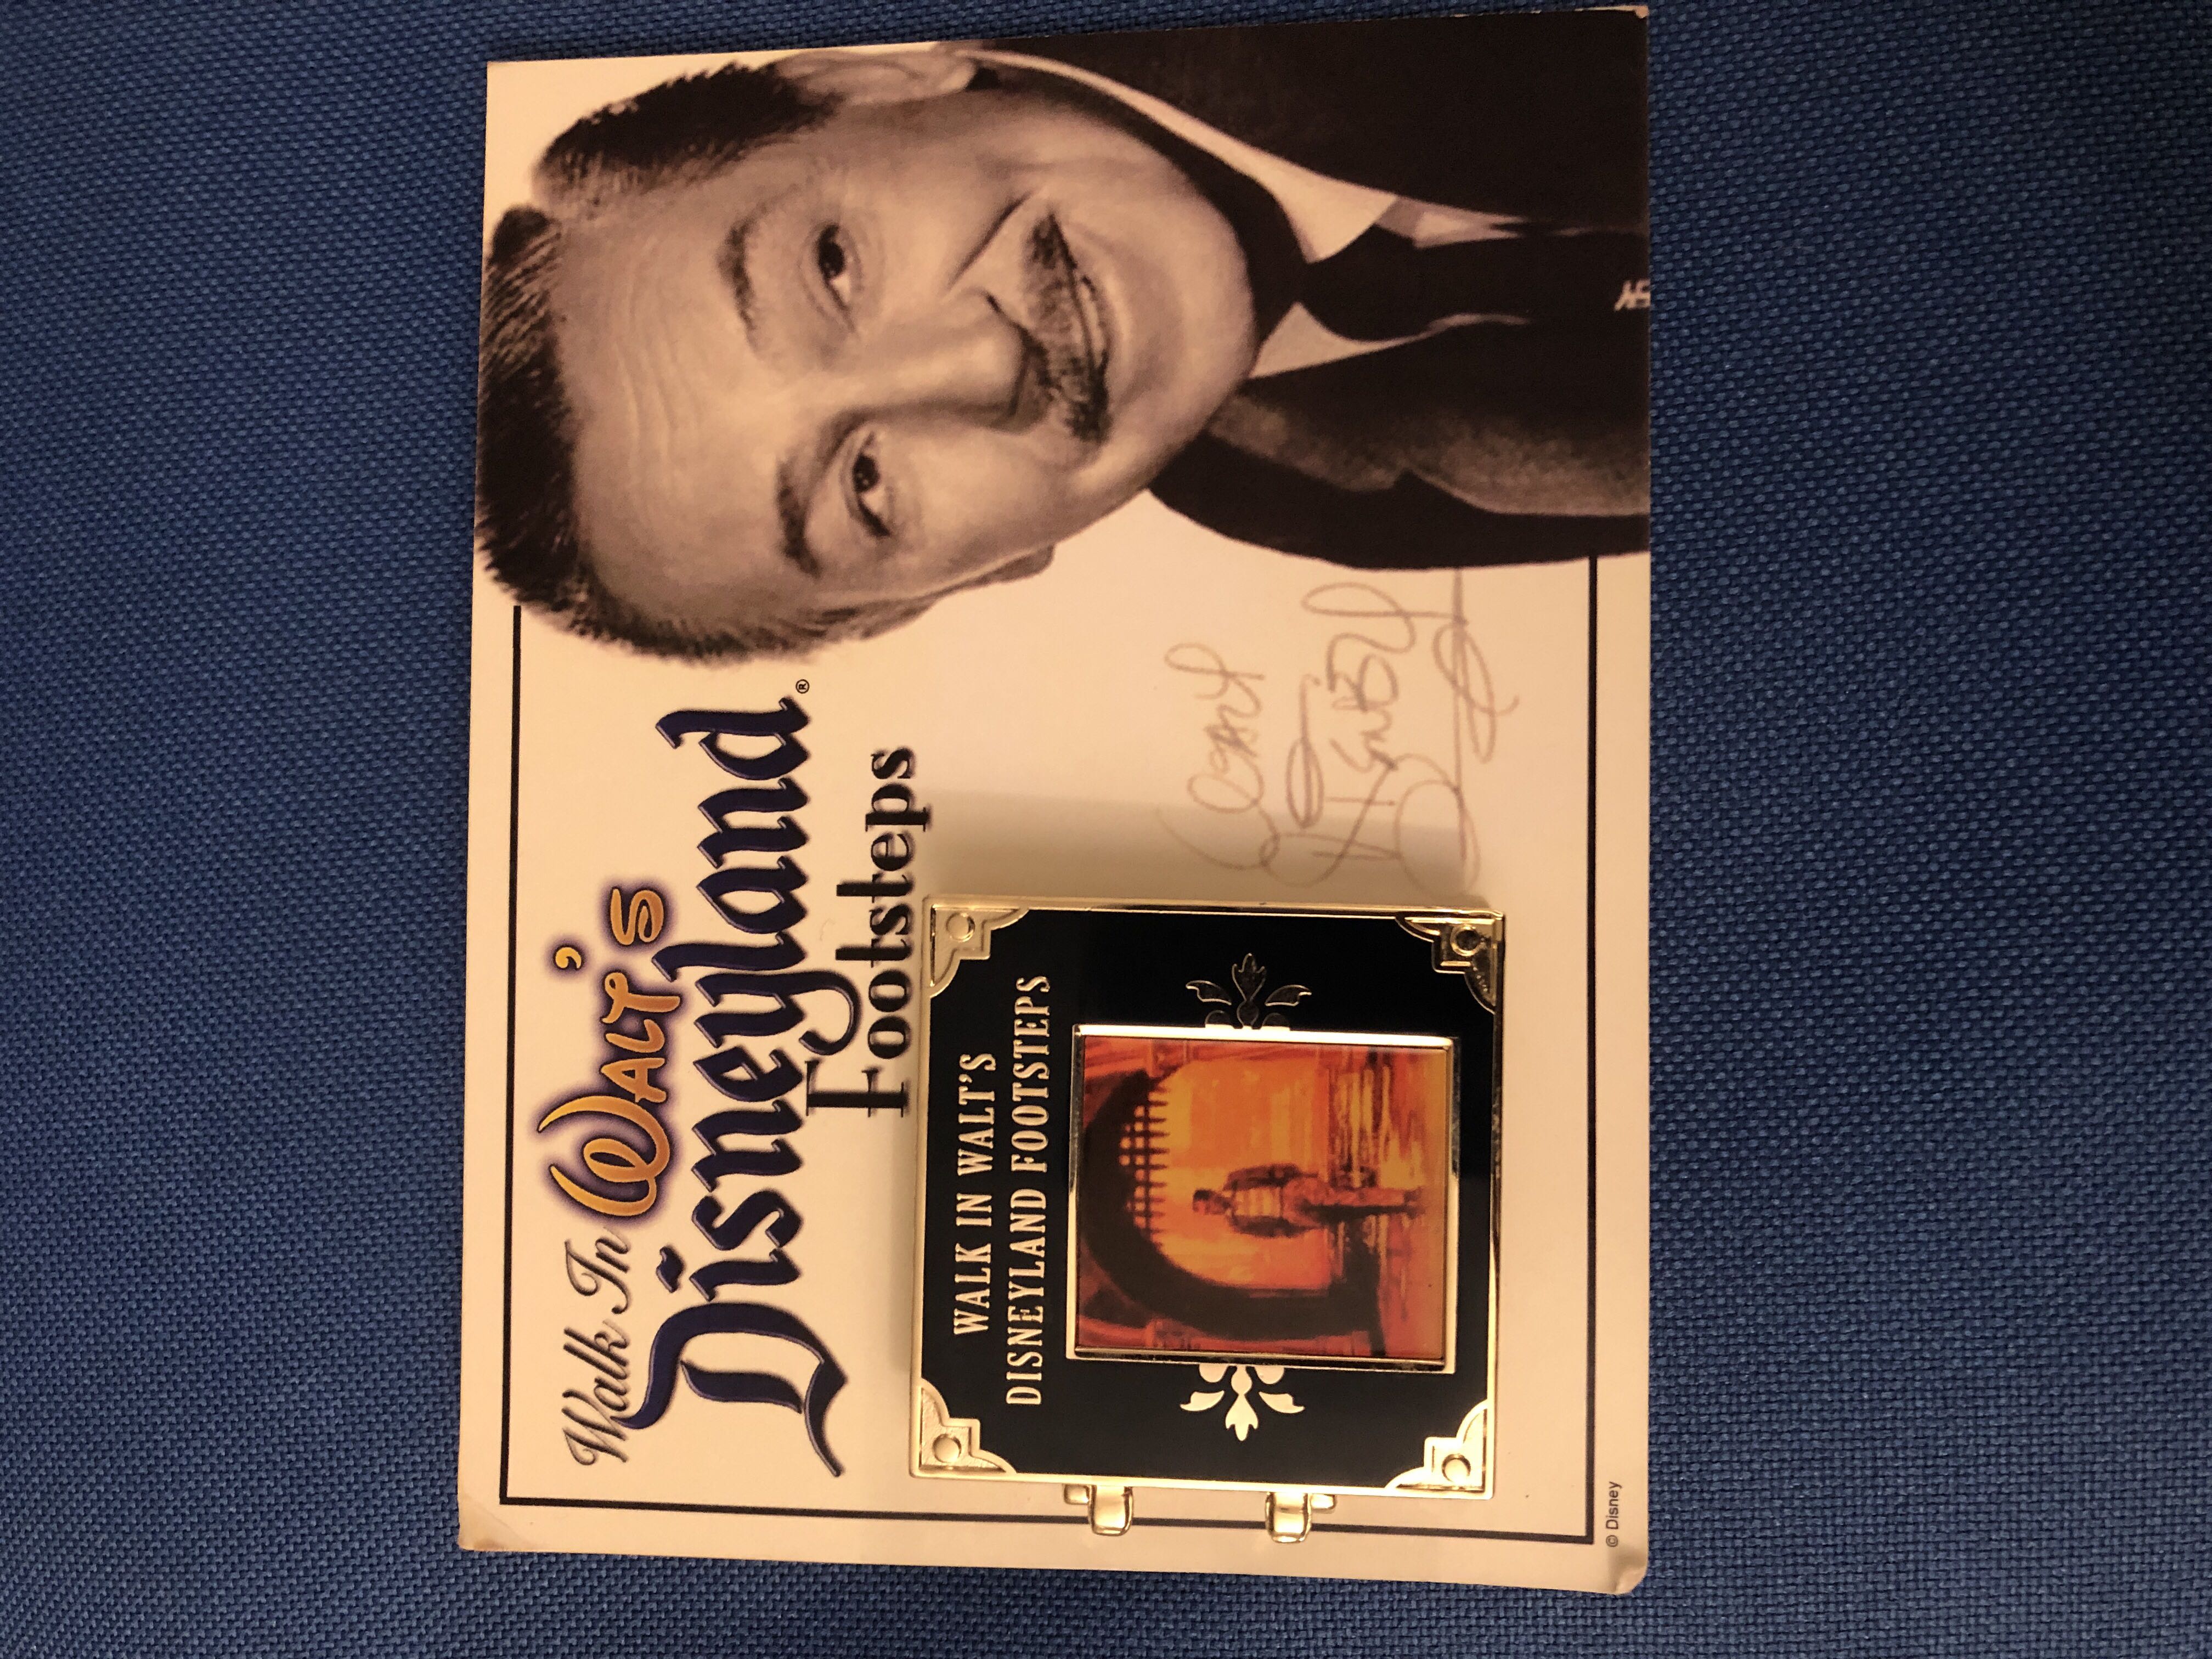 Walk In WALT'S
Disneyland®
Footsteps
WALK IN WALT'S
DISNEYLAND FOOTSTEPS
© Disney